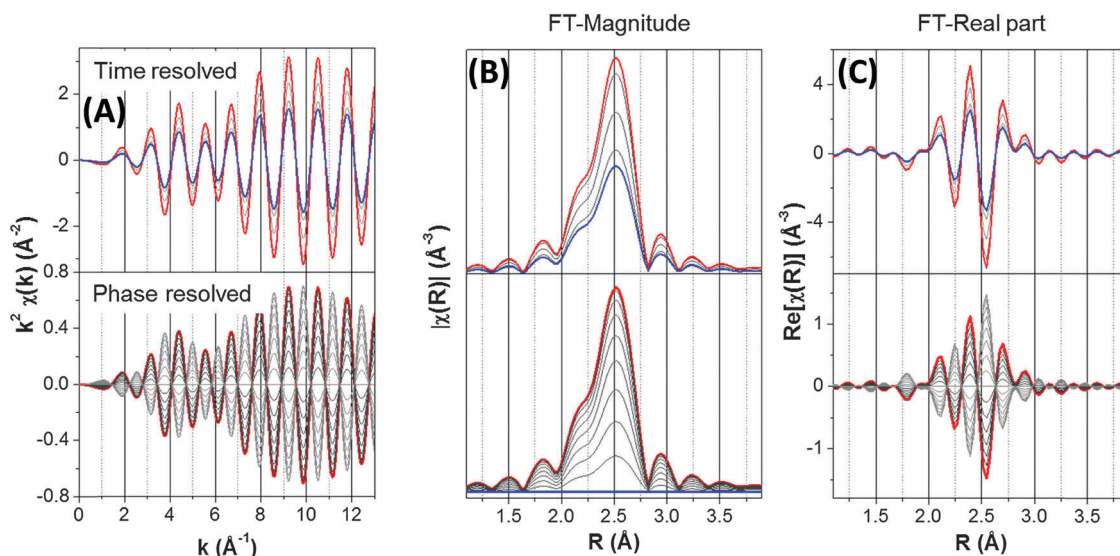 FT-Magnitude
FT-Real part
(A)
Time resolved
Phase resolved
k² χ(k) (Å⁻²)
2
0
-2
0.8
0.4
0.0
-0.4
-0.8
0 2 4 6 8 10 12
k (Å⁻¹)
(B)
|χ(R)| (Å⁻³)
1.5 2.0 2.5 3.0 3.5
R (Å)
(C)
Re[χ(R)] (Å⁻³)
4
0
-4
1
0
-1
1.5 2.0 2.5 3.0 3.5
R (Å)